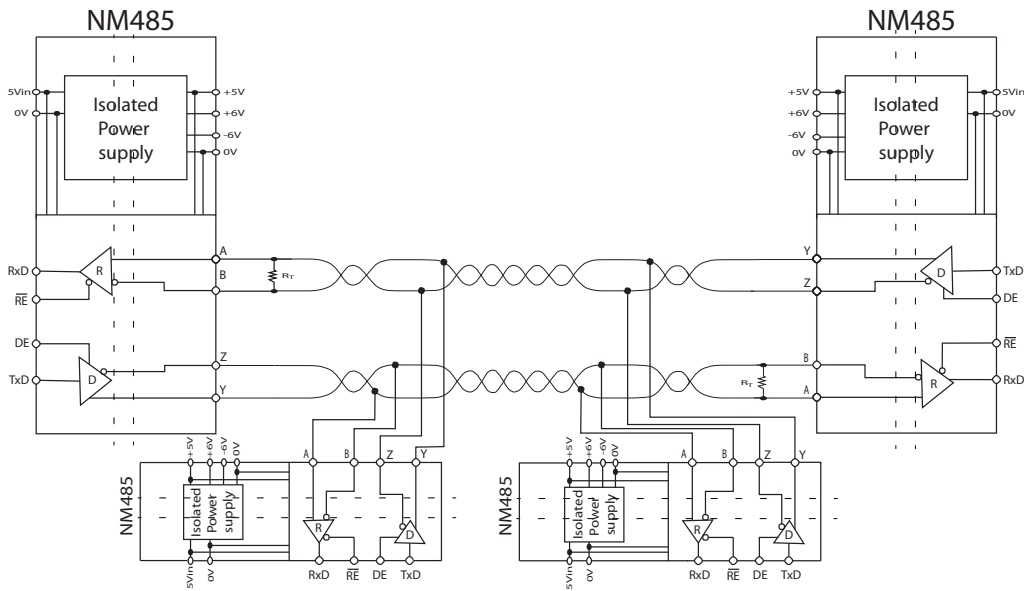 NM485
NM485
5Vin
0V
Isolated
Power
supply
+5V
+6V
-6V
0V
+5V
+6V
-6V
0V
Isolated
Power
supply
5Vin
0V
RxD
RE
R
A
B
RT
Y
Z
D
TxD
DE
DE
TxD
D
Z
Y
RT
B
A
R
RE
RxD
NM485
+5V
+6V
-6V
0V
Isolated
Power
supply
5Vin
0V
A
B
Z
Y
R
D
RxD
RE
DE
TxD
NM485
+5V
+6V
-6V
0V
Isolated
Power
supply
5Vin
0V
A
B
Z
Y
R
D
RxD
RE
DE
TxD